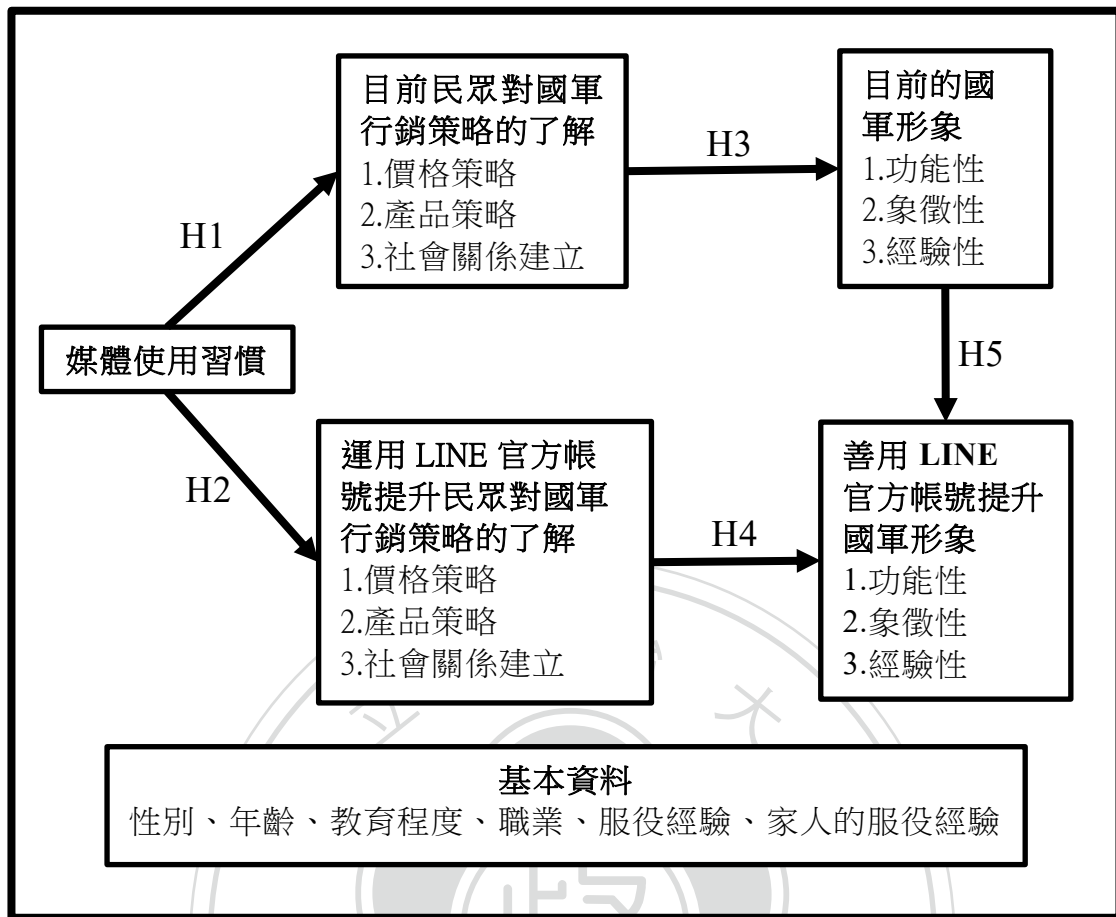 目前民眾對國軍
行銷策略的了解
1.價格策略
2.產品策略
3.社會關係建立
目前的國
軍形象
1.功能性
2.象徵性
3.經驗性
H3
H1
媒體使用習慣
H5
H2
運用 LINE 官方帳
號提升民眾對國軍
行銷策略的了解
1.價格策略
2.產品策略
3.社會關係建立
H4
善用 LINE
官方帳號提升
國軍形象
1.功能性
2.象徵性
3.經驗性
立
大
基本資料
性別、年齡、教育程度、職業、服役經驗、家人的服役經驗